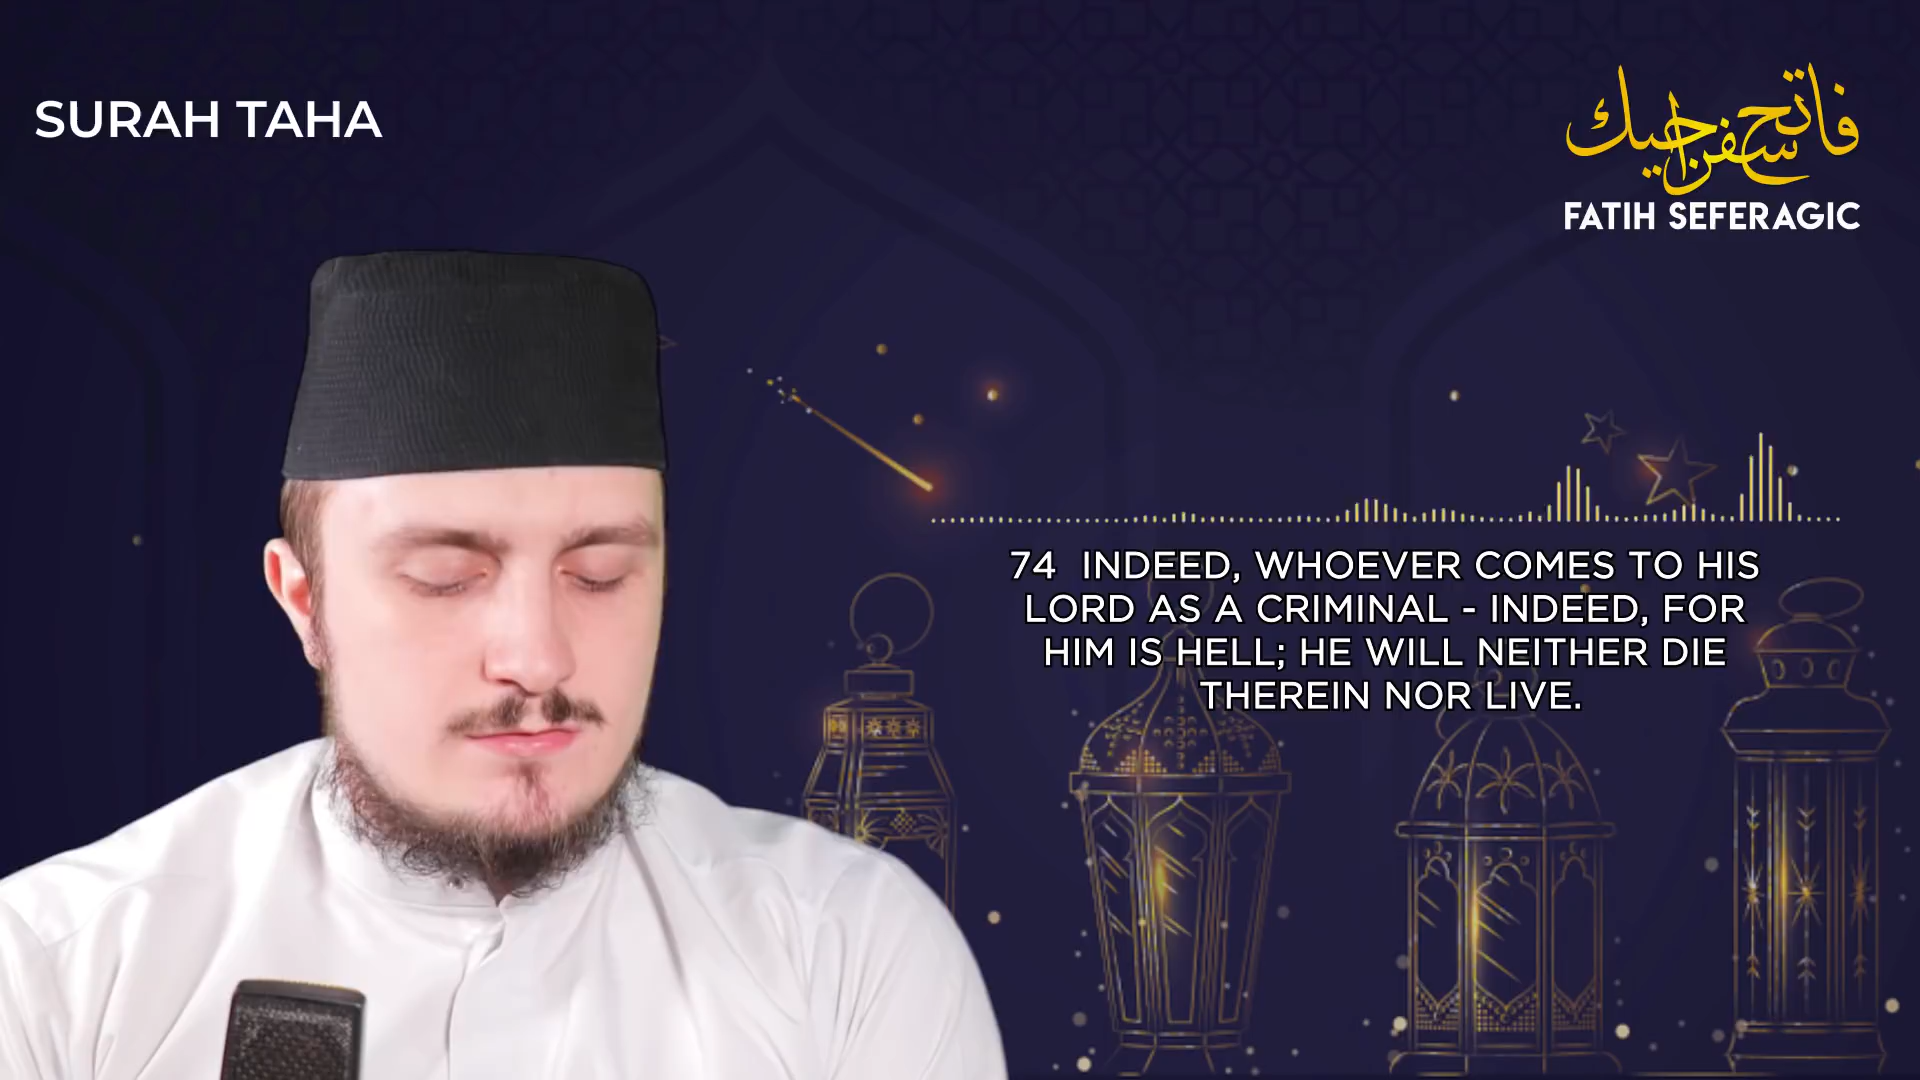 SURAH TAHA
فاتح سفراجيك
FATIH SEFERAGIC
74 INDEED, WHOEVER COMES TO HIS
LORD AS A CRIMINAL - INDEED, FOR
HIM IS HELL; HE WILL NEITHER DIE
THEREIN NOR LIVE.